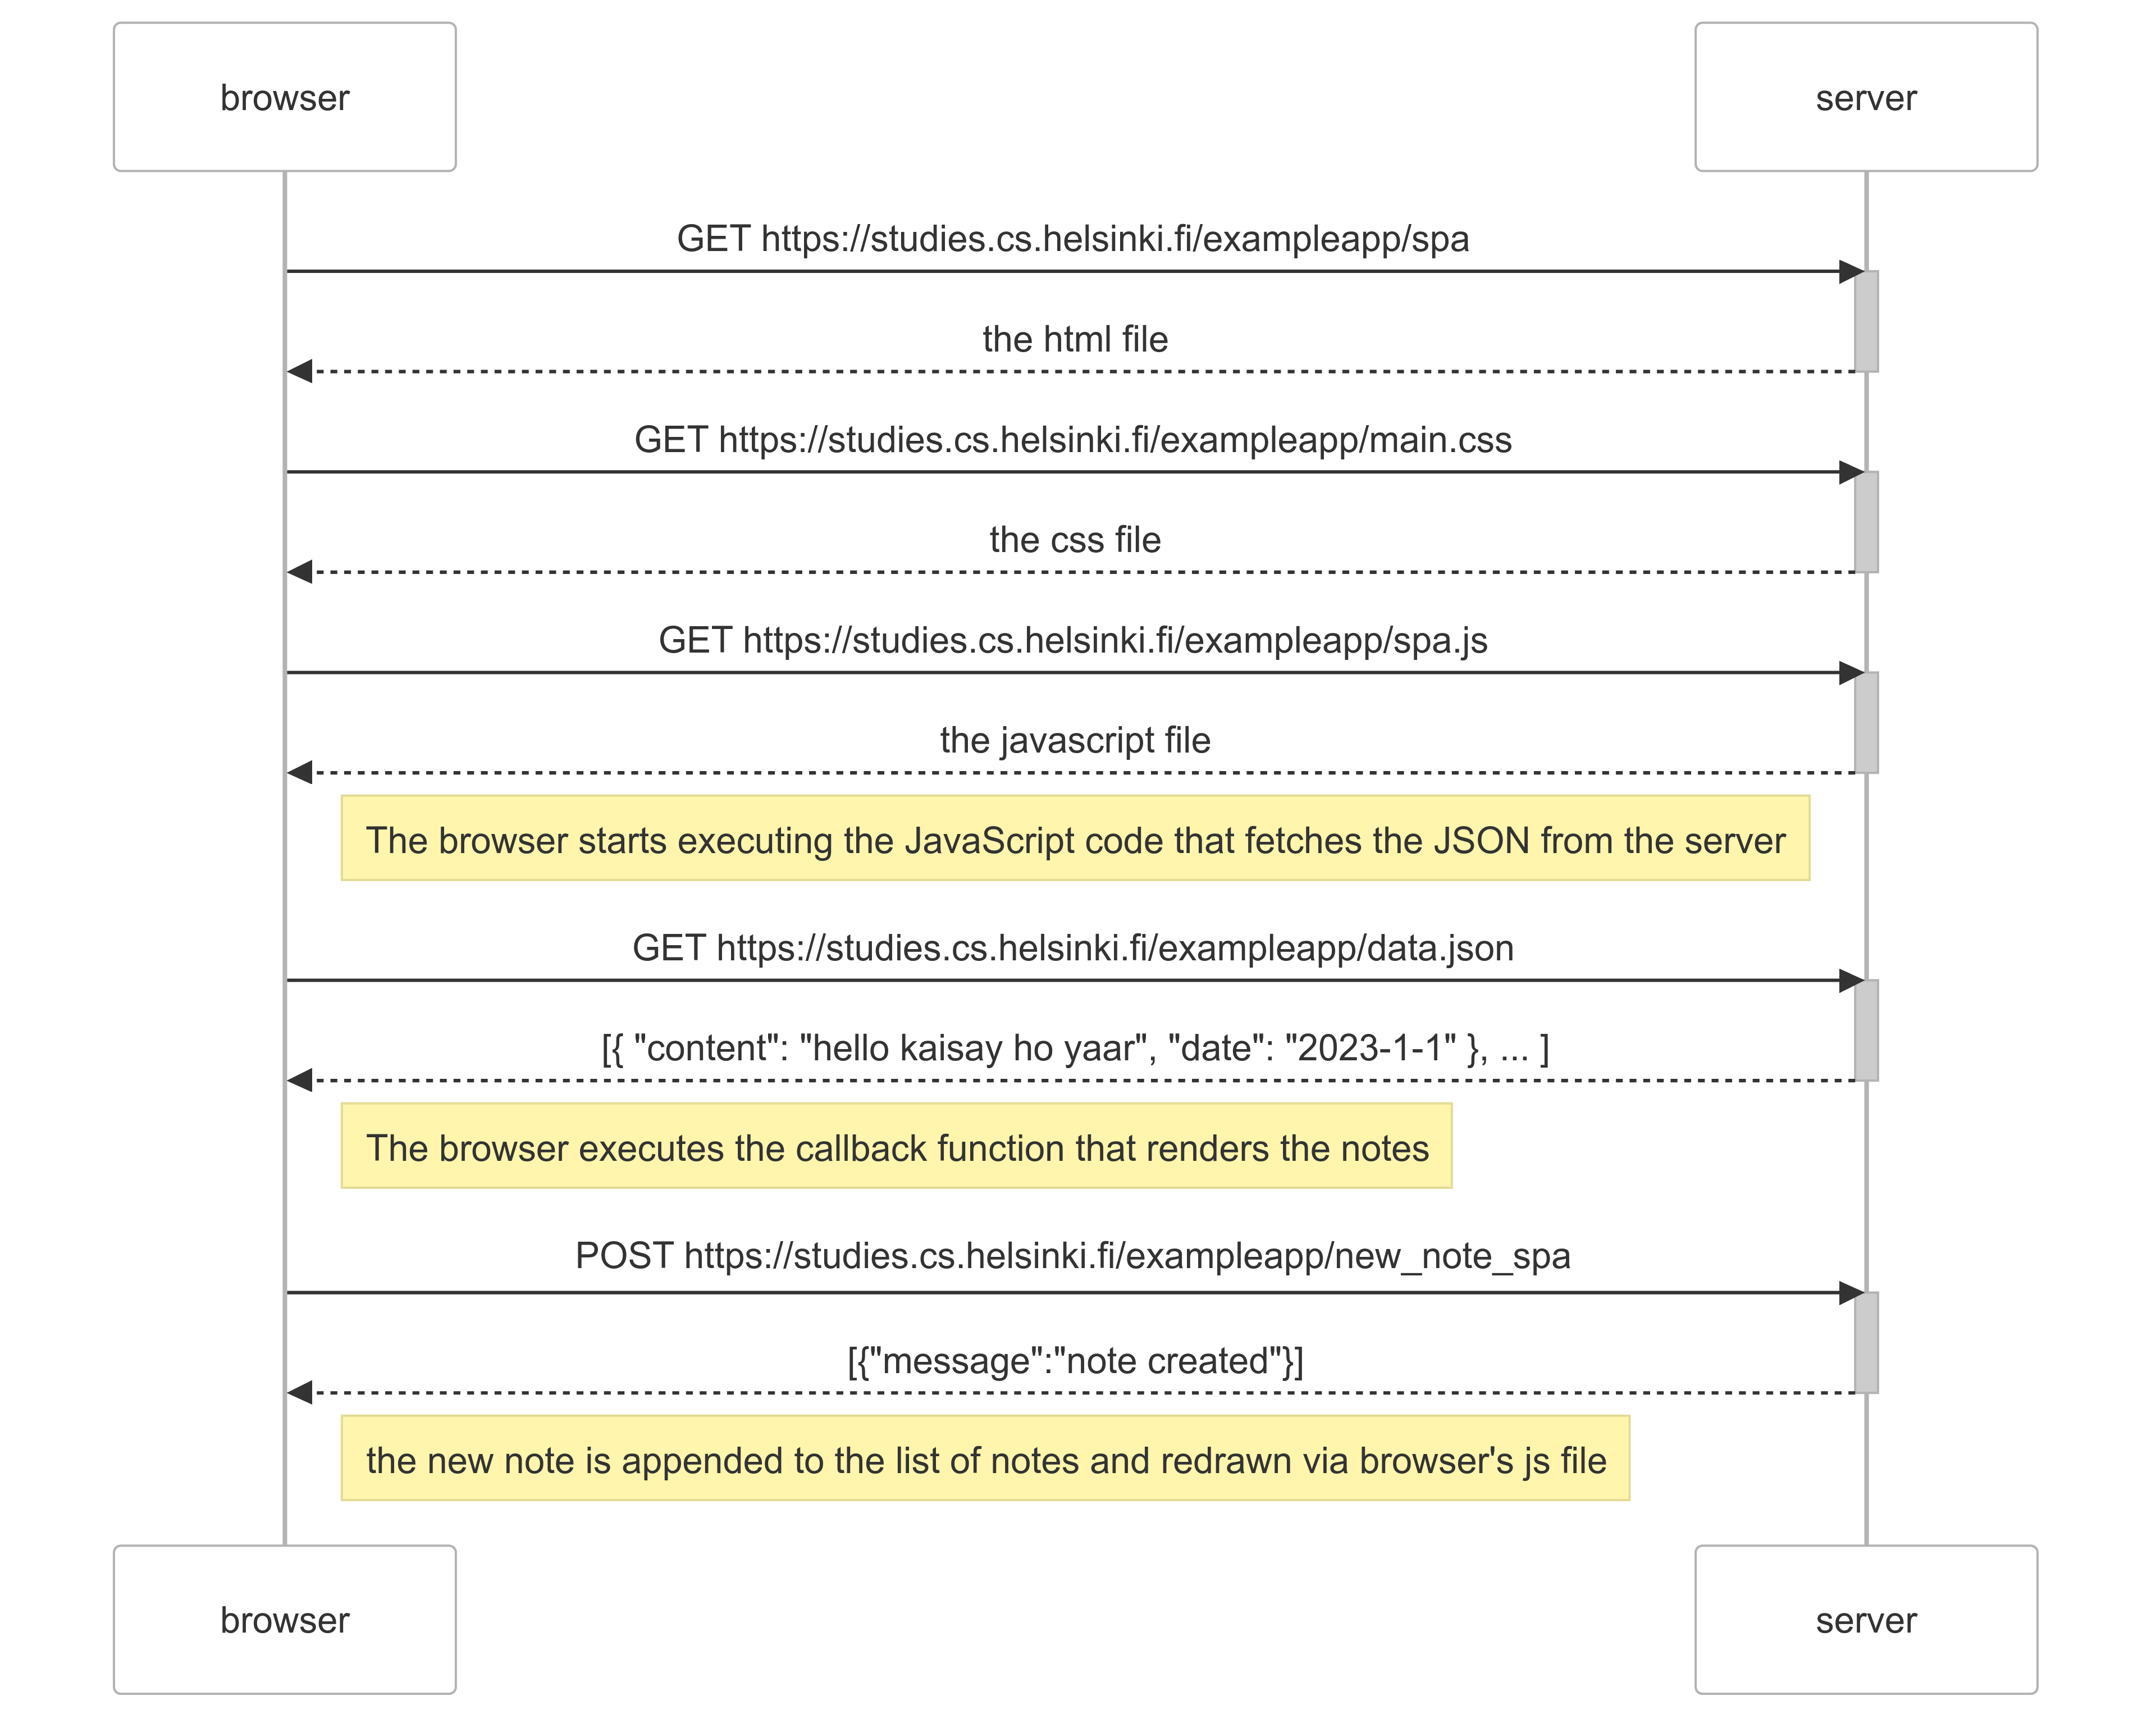 browser
server
GET https://studies.cs.helsinki.fi/exampleapp/spa
the html file
GET https://studies.cs.helsinki.fi/exampleapp/main.css
the css file
GET https://studies.cs.helsinki.fi/exampleapp/spa.js
the javascript file
The browser starts executing the JavaScript code that fetches the JSON from the server
GET https://studies.cs.helsinki.fi/exampleapp/data.json
[{ "content": "hello kaisay ho yaar", "date": "2023-1-1" }, ... ]
The browser executes the callback function that renders the notes
POST https://studies.cs.helsinki.fi/exampleapp/new_note_spa
[{"message":"note created"}]
the new note is appended to the list of notes and redrawn via browser's js file
browser
server